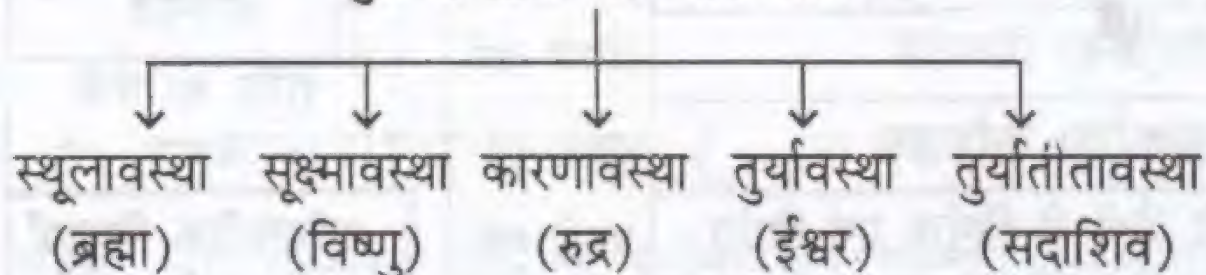 स्थूलावस्था सूक्ष्मावस्था कारणावस्था तुर्यावस्था तुर्यातीतावस्था
(ब्रह्मा) (विष्णु) (रुद्र) (ईश्वर) (सदाशिव)